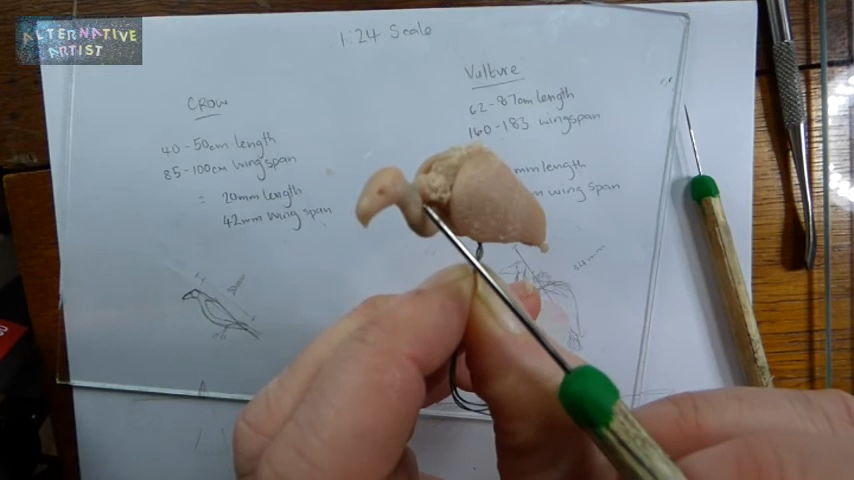 ALTERNATIVE
ARTIST
1:24 Scale
Crow
40-50cm length
85-100cm wingspan
= 20mm length
42mm wing span
Vulture
62-87cm length
160-183 wingspan
mm length
wing span